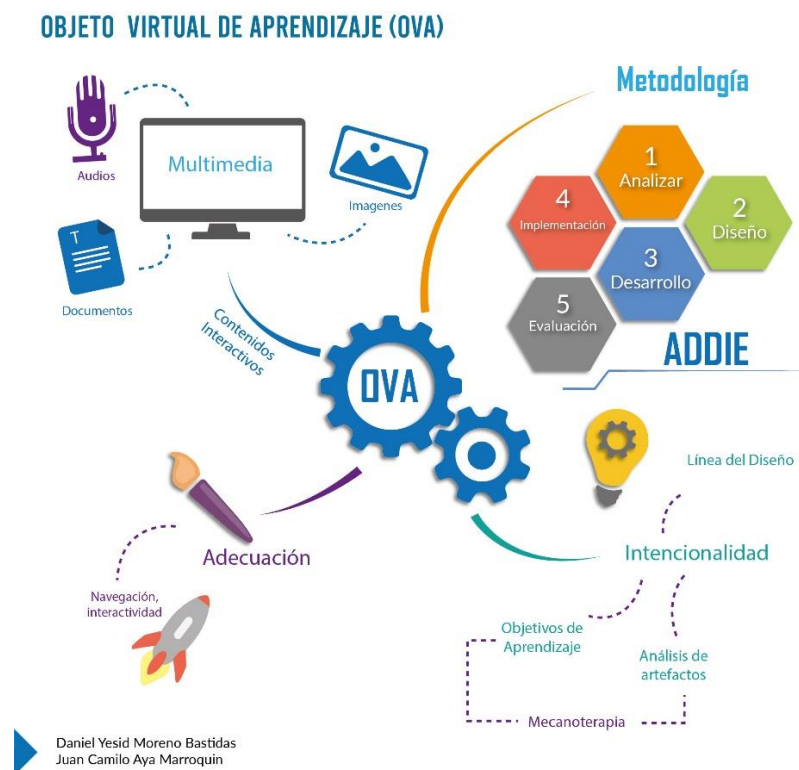 OBJETO VIRTUAL DE APRENDIZAJE (OVA)
Audios
Multimedia
Imagenes
T
Documentos
Contenidos
Interactivos
Metodología
1
Analizar
2
Diseño
3
Desarrollo
4
Implementación
5
Evaluación
ADDIE
OVA
Adecuación
Navegación,
interactividad
Línea del Diseño
Intencionalidad
Objetivos de
Aprendizaje
Análisis de
artefactos
Mecanoterapia
Daniel Yesid Moreno Bastidas
Juan Camilo Aya Marroquin